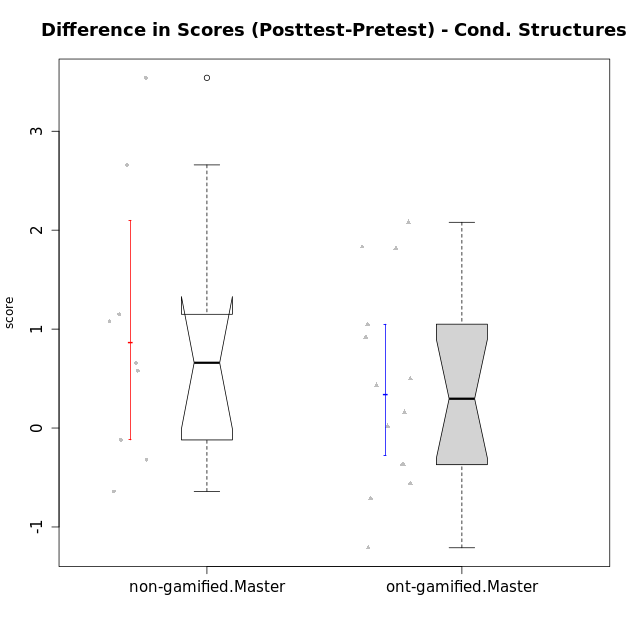 Difference in Scores (Posttest-Pretest) - Cond. Structures
3
2
1
0
-1
score
non-gamified.Master
ont-gamified.Master